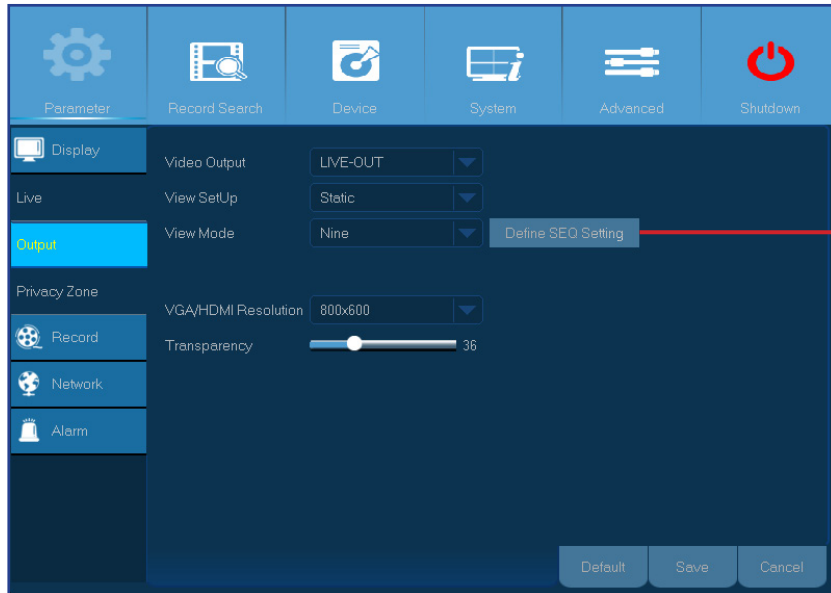 Parameter
Record Search
Device
System
Advanced
Shutdown
Display
Live
Output
Privacy Zone
Record
Network
Alarm
Video Output LIVE-OUT
View SetUp Static
View Mode Nine Define SEQ Setting
VGA/HDMI Resolution 800x600
Transparency 36
Default Save Cancel